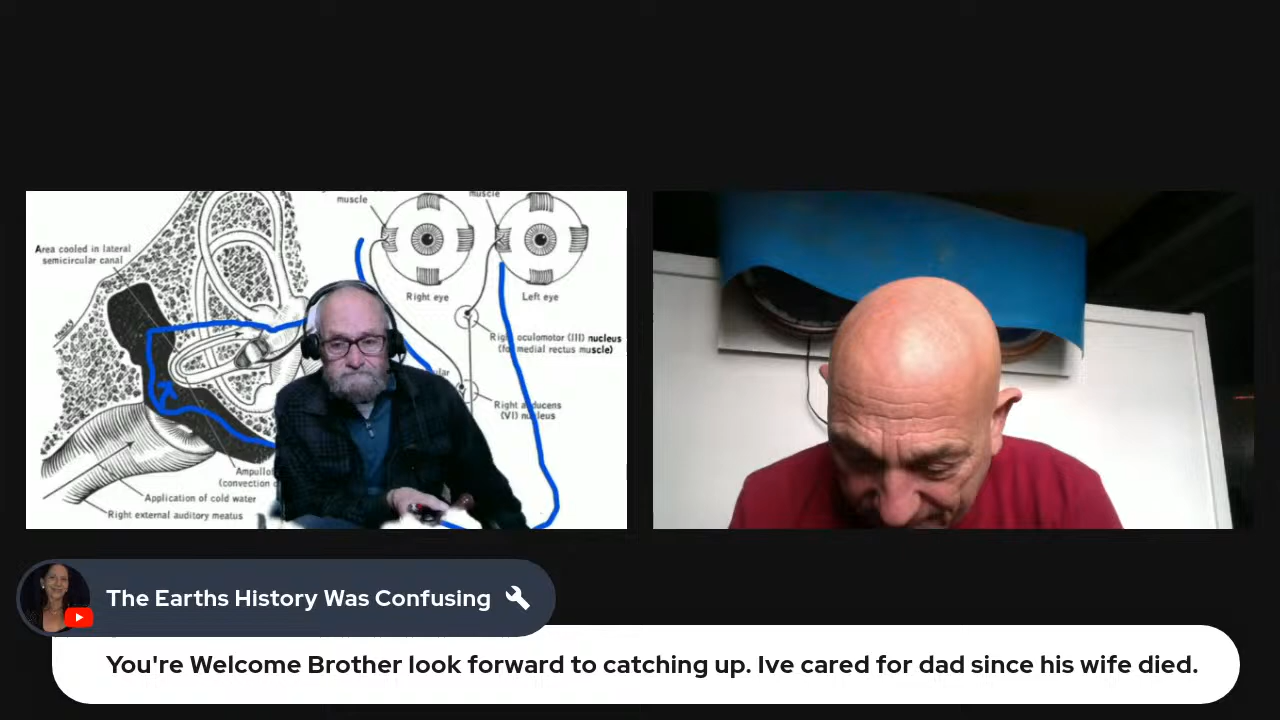 muscle
muscle
Area cooled in lateral
semicircular canal
Right eye
Left eye
Right oculomotor (III) nucleus
(for medial rectus muscle)
Right abducens
(VI) nucleus
(convection
Application of cold water
Right external auditory meatus
The Earths History Was Confusing
You're Welcome Brother look forward to catching up. Ive cared for dad since his wife died.